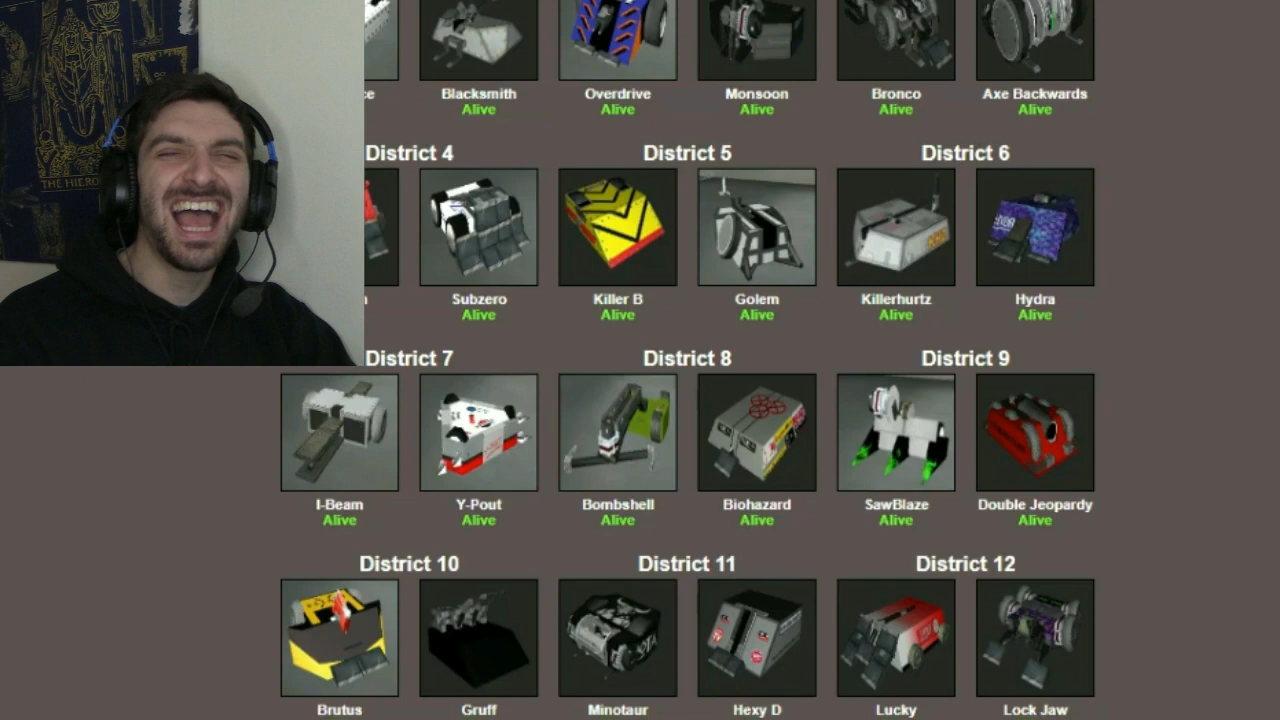 Blacksmith Overdrive Monsoon Bronco Axe Backwards
Alive Alive Alive Alive Alive
District 4 District 5 District 6
THE HIERO
Subzero Killer B Golem Killerhurtz Hydra
Alive Alive Alive Alive Alive
District 7 District 8 District 9
I-Beam Y-Pout Bombshell Biohazard SawBlaze Double Jeopardy
Alive Alive Alive Alive Alive Alive
District 10 District 11 District 12
Brutus Gruff Minotaur Hexy D Lucky Lock Jaw